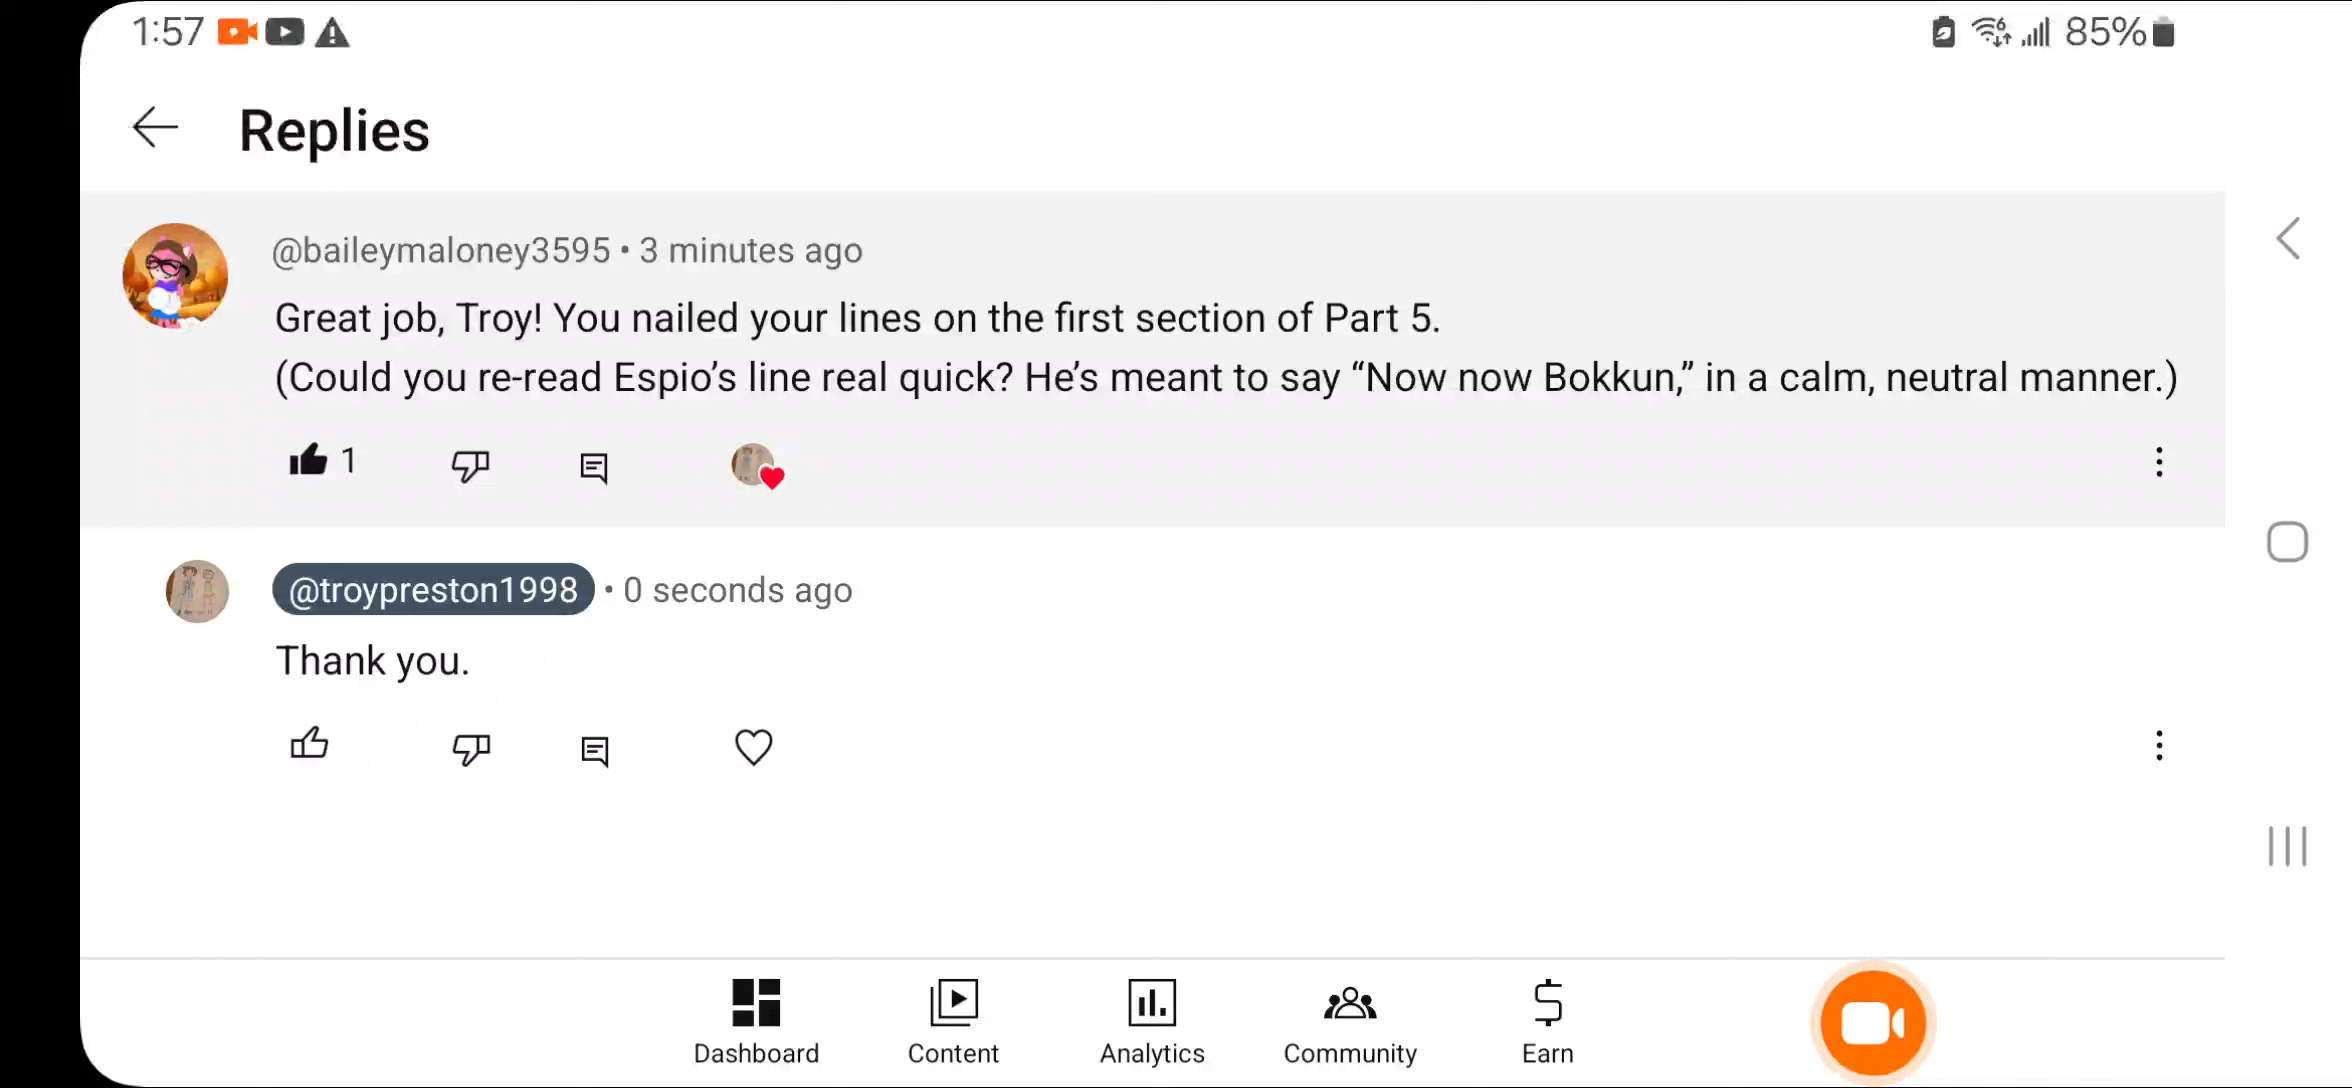 1:57
85%
Replies
@baileymaloney3595 • 3 minutes ago
Great job, Troy! You nailed your lines on the first section of Part 5.
(Could you re-read Espio’s line real quick? He’s meant to say “Now now Bokkun,” in a calm, neutral manner.)
1
@troypreston1998 • 0 seconds ago
Thank you.
Dashboard
Content
Analytics
Community
Earn